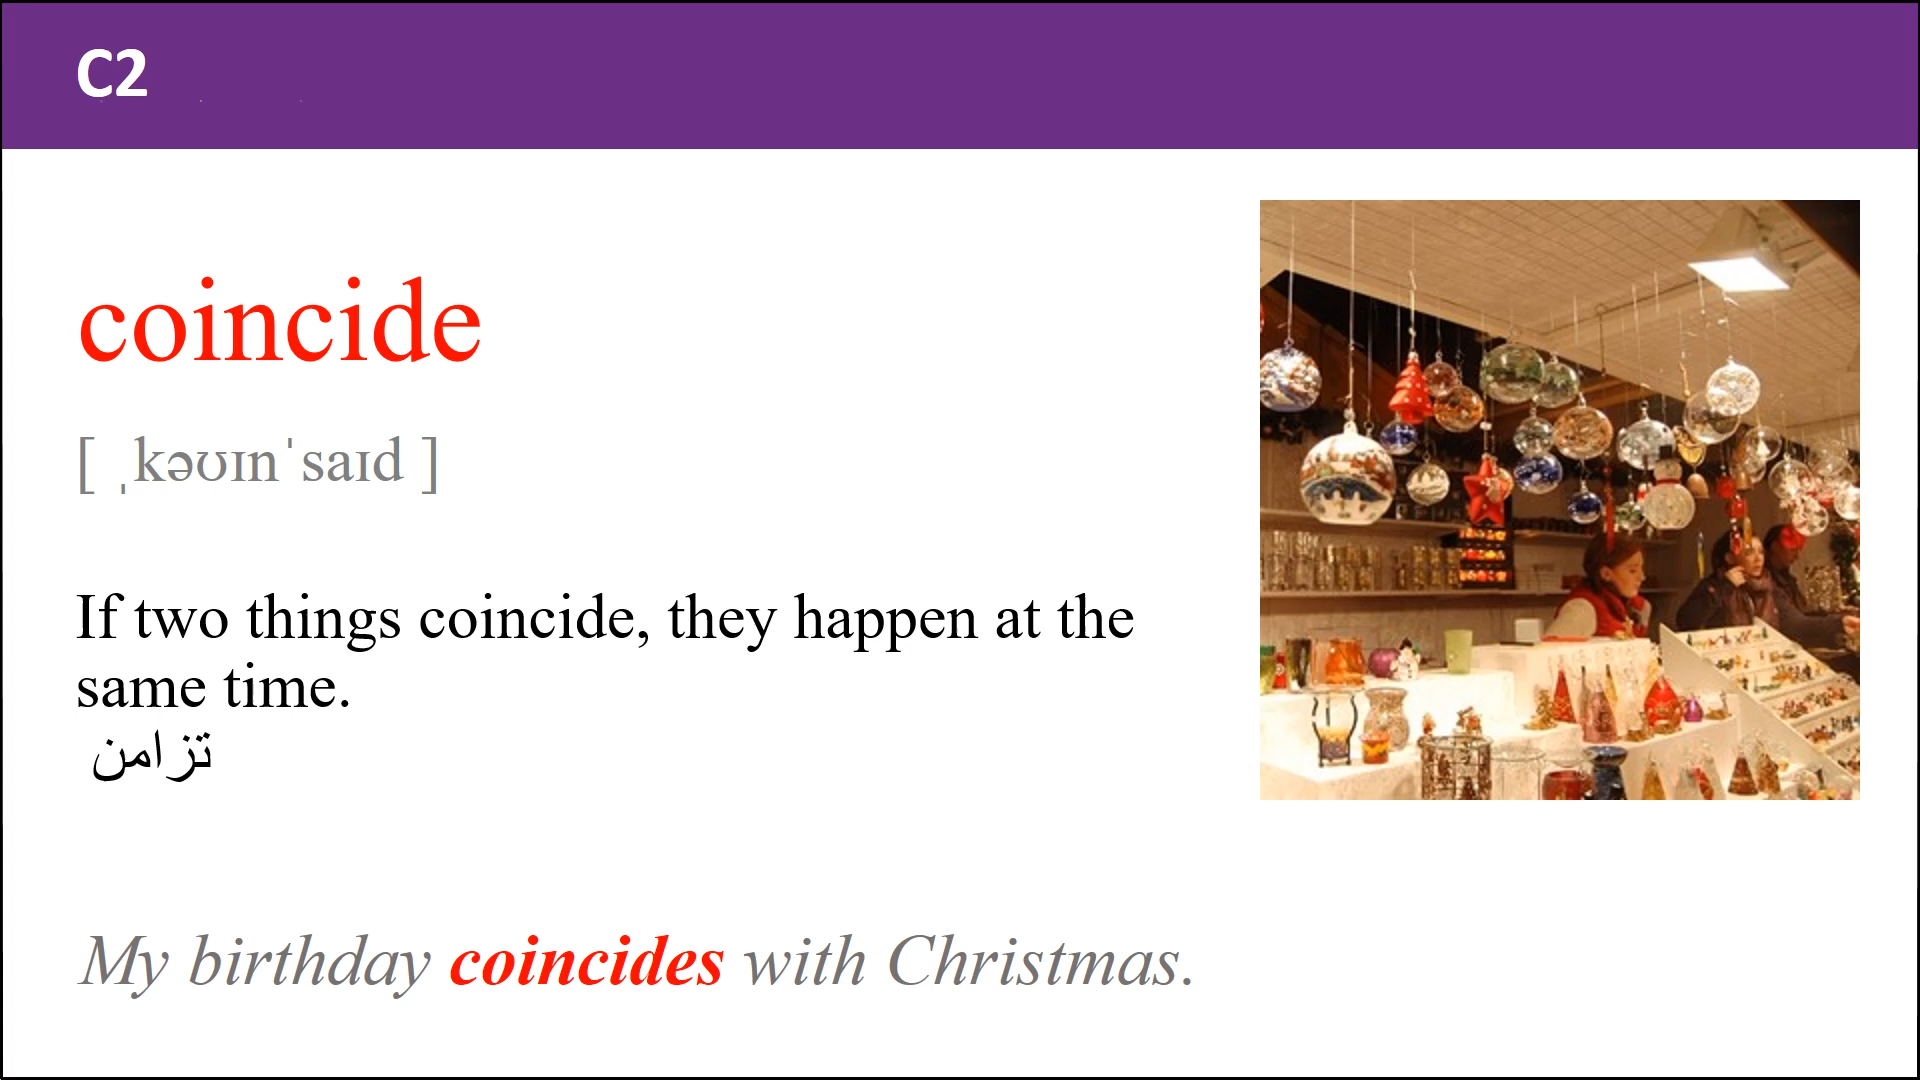 C2
coincide
[ ˌkəʊɪnˈsaɪd ]
If two things coincide, they happen at the
same time.
تزامن
My birthday coincides with Christmas.